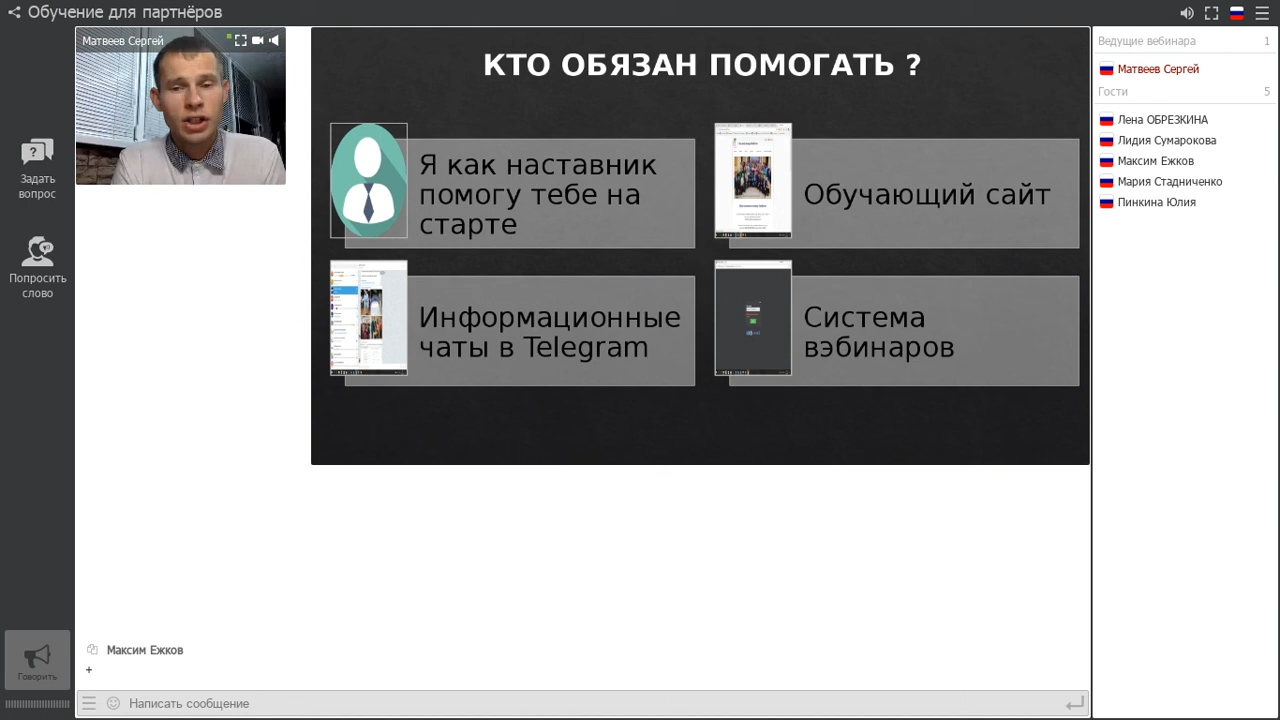 Обучение для партнёров
Матвеев Сергей
Задать
вопрос
Попросить
слово
Говорить
КТО ОБЯЗАН ПОМОГАТЬ ?
Я как наставник
помогу тебе на
старте
Обучающий сайт
Информационные
чаты в Telegram
Система
вэбинаров
Максим Ежков
+
Написать сообщение
Ведущие вебинара 1
Матвеев Сергей
Гости 5
Лена ОБРЕЗКИНА
Лидия Сундукова
Максим Ежков
Мария Стадниченко
Пинкина Ирина